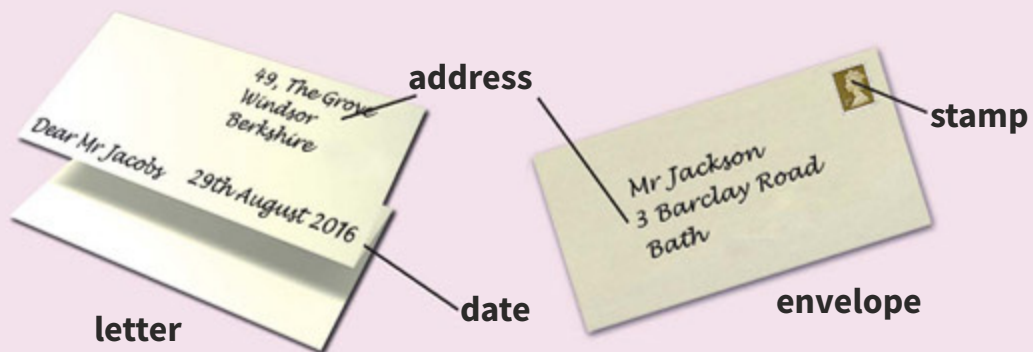 49, The Grove
Windsor
Berkshire
Dear Mr Jacobs 29th August 2016
letter
address
date
Mr Jackson
3 Barclay Road
Bath
stamp
envelope